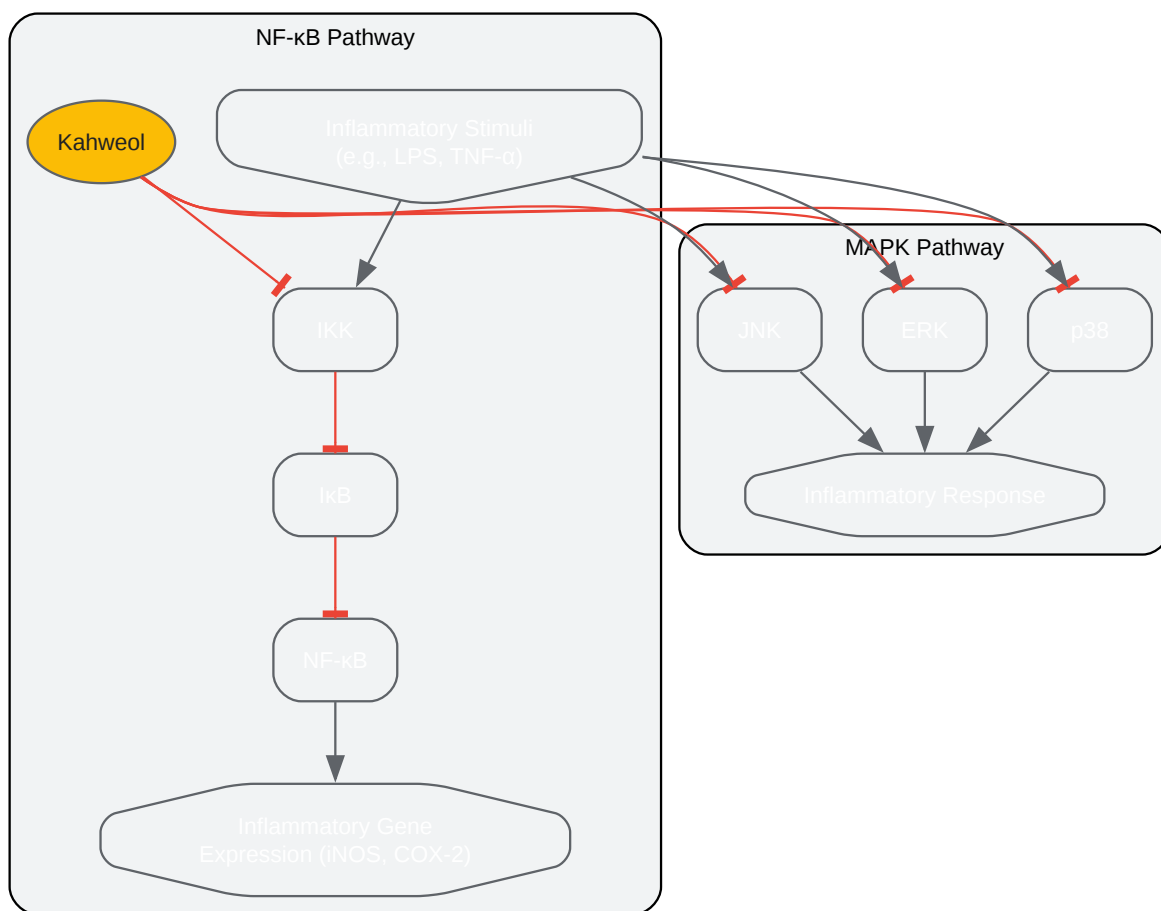 NF-κB Pathway
Kahweol
Inflammatory Stimuli
(e.g., LPS, TNF-α)
MAPK Pathway
IKK
JNK
ERK
p38
IκB
Inflammatory Response
NF-κB
Inflammatory Gene
Expression (iNOS, COX-2)